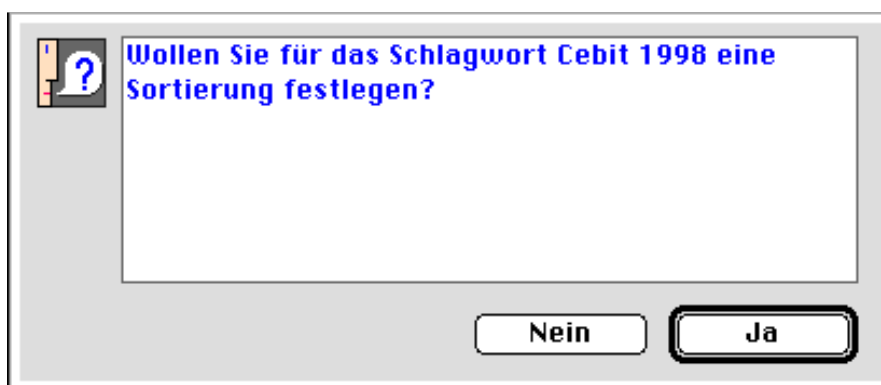 ?
Wollen Sie für das Schlagwort Cebit 1998 eine
Sortierung festlegen?
Nein
Ja